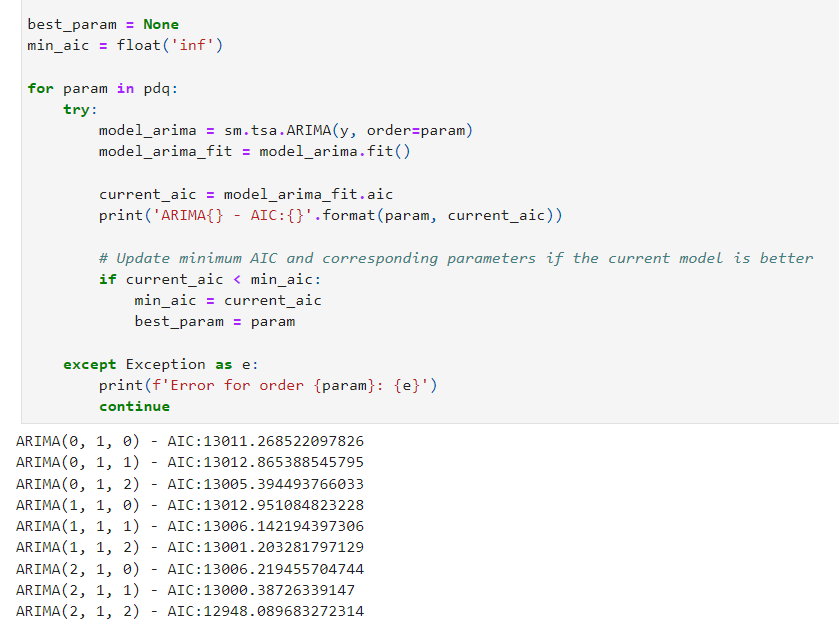 best_param = None
min_aic = float('inf')
for param in pdq:
    try:
        model_arima = sm.tsa.ARIMA(y, order=param)
        model_arima_fit = model_arima.fit()
        current_aic = model_arima_fit.aic
        print('ARIMA{} - AIC:{}'.format(param, current_aic))
        # Update minimum AIC and corresponding parameters if the current model is better
        if current_aic < min_aic:
            min_aic = current_aic
            best_param = param
    except Exception as e:
        print(f'Error for order {param}: {e}')
        continue
ARIMA(0, 1, 0) - AIC:13011.268522097826
ARIMA(0, 1, 1) - AIC:13012.865388545795
ARIMA(0, 1, 2) - AIC:13005.394493766033
ARIMA(1, 1, 0) - AIC:13012.951084823228
ARIMA(1, 1, 1) - AIC:13006.142194397306
ARIMA(1, 1, 2) - AIC:13001.203281797129
ARIMA(2, 1, 0) - AIC:13006.219455704744
ARIMA(2, 1, 1) - AIC:13000.38726339147
ARIMA(2, 1, 2) - AIC:12948.089683272314